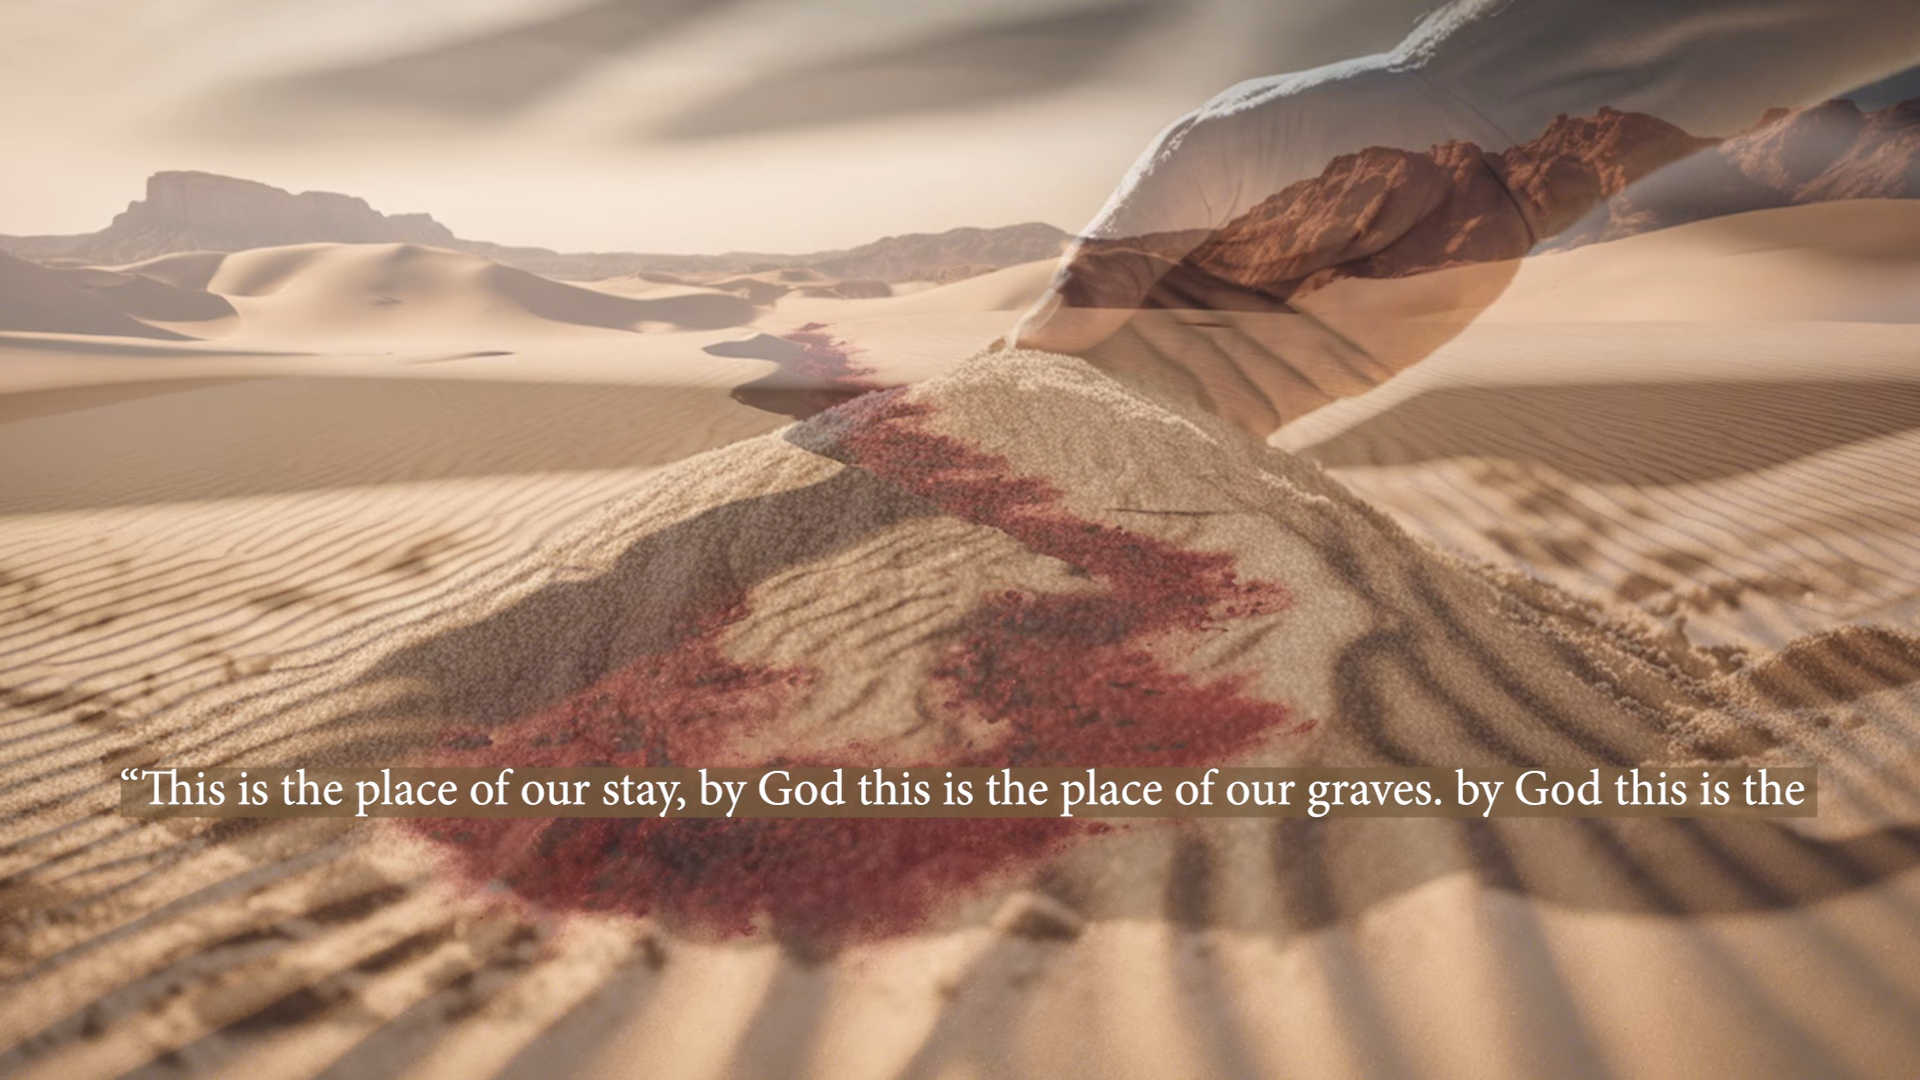 “This is the place of our stay, by God this is the place of our graves. by God this is the